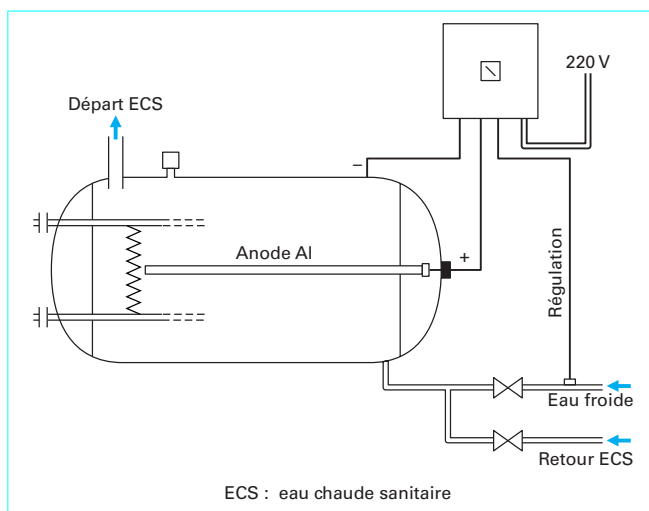 220 V
Départ ECS
–
Anode Al
+
Régulation
Eau froide
Retour ECS
ECS : eau chaude sanitaire